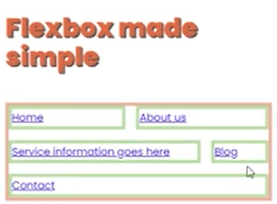 Flexbox made
simple
Home About us
Service information goes here Blog
Contact